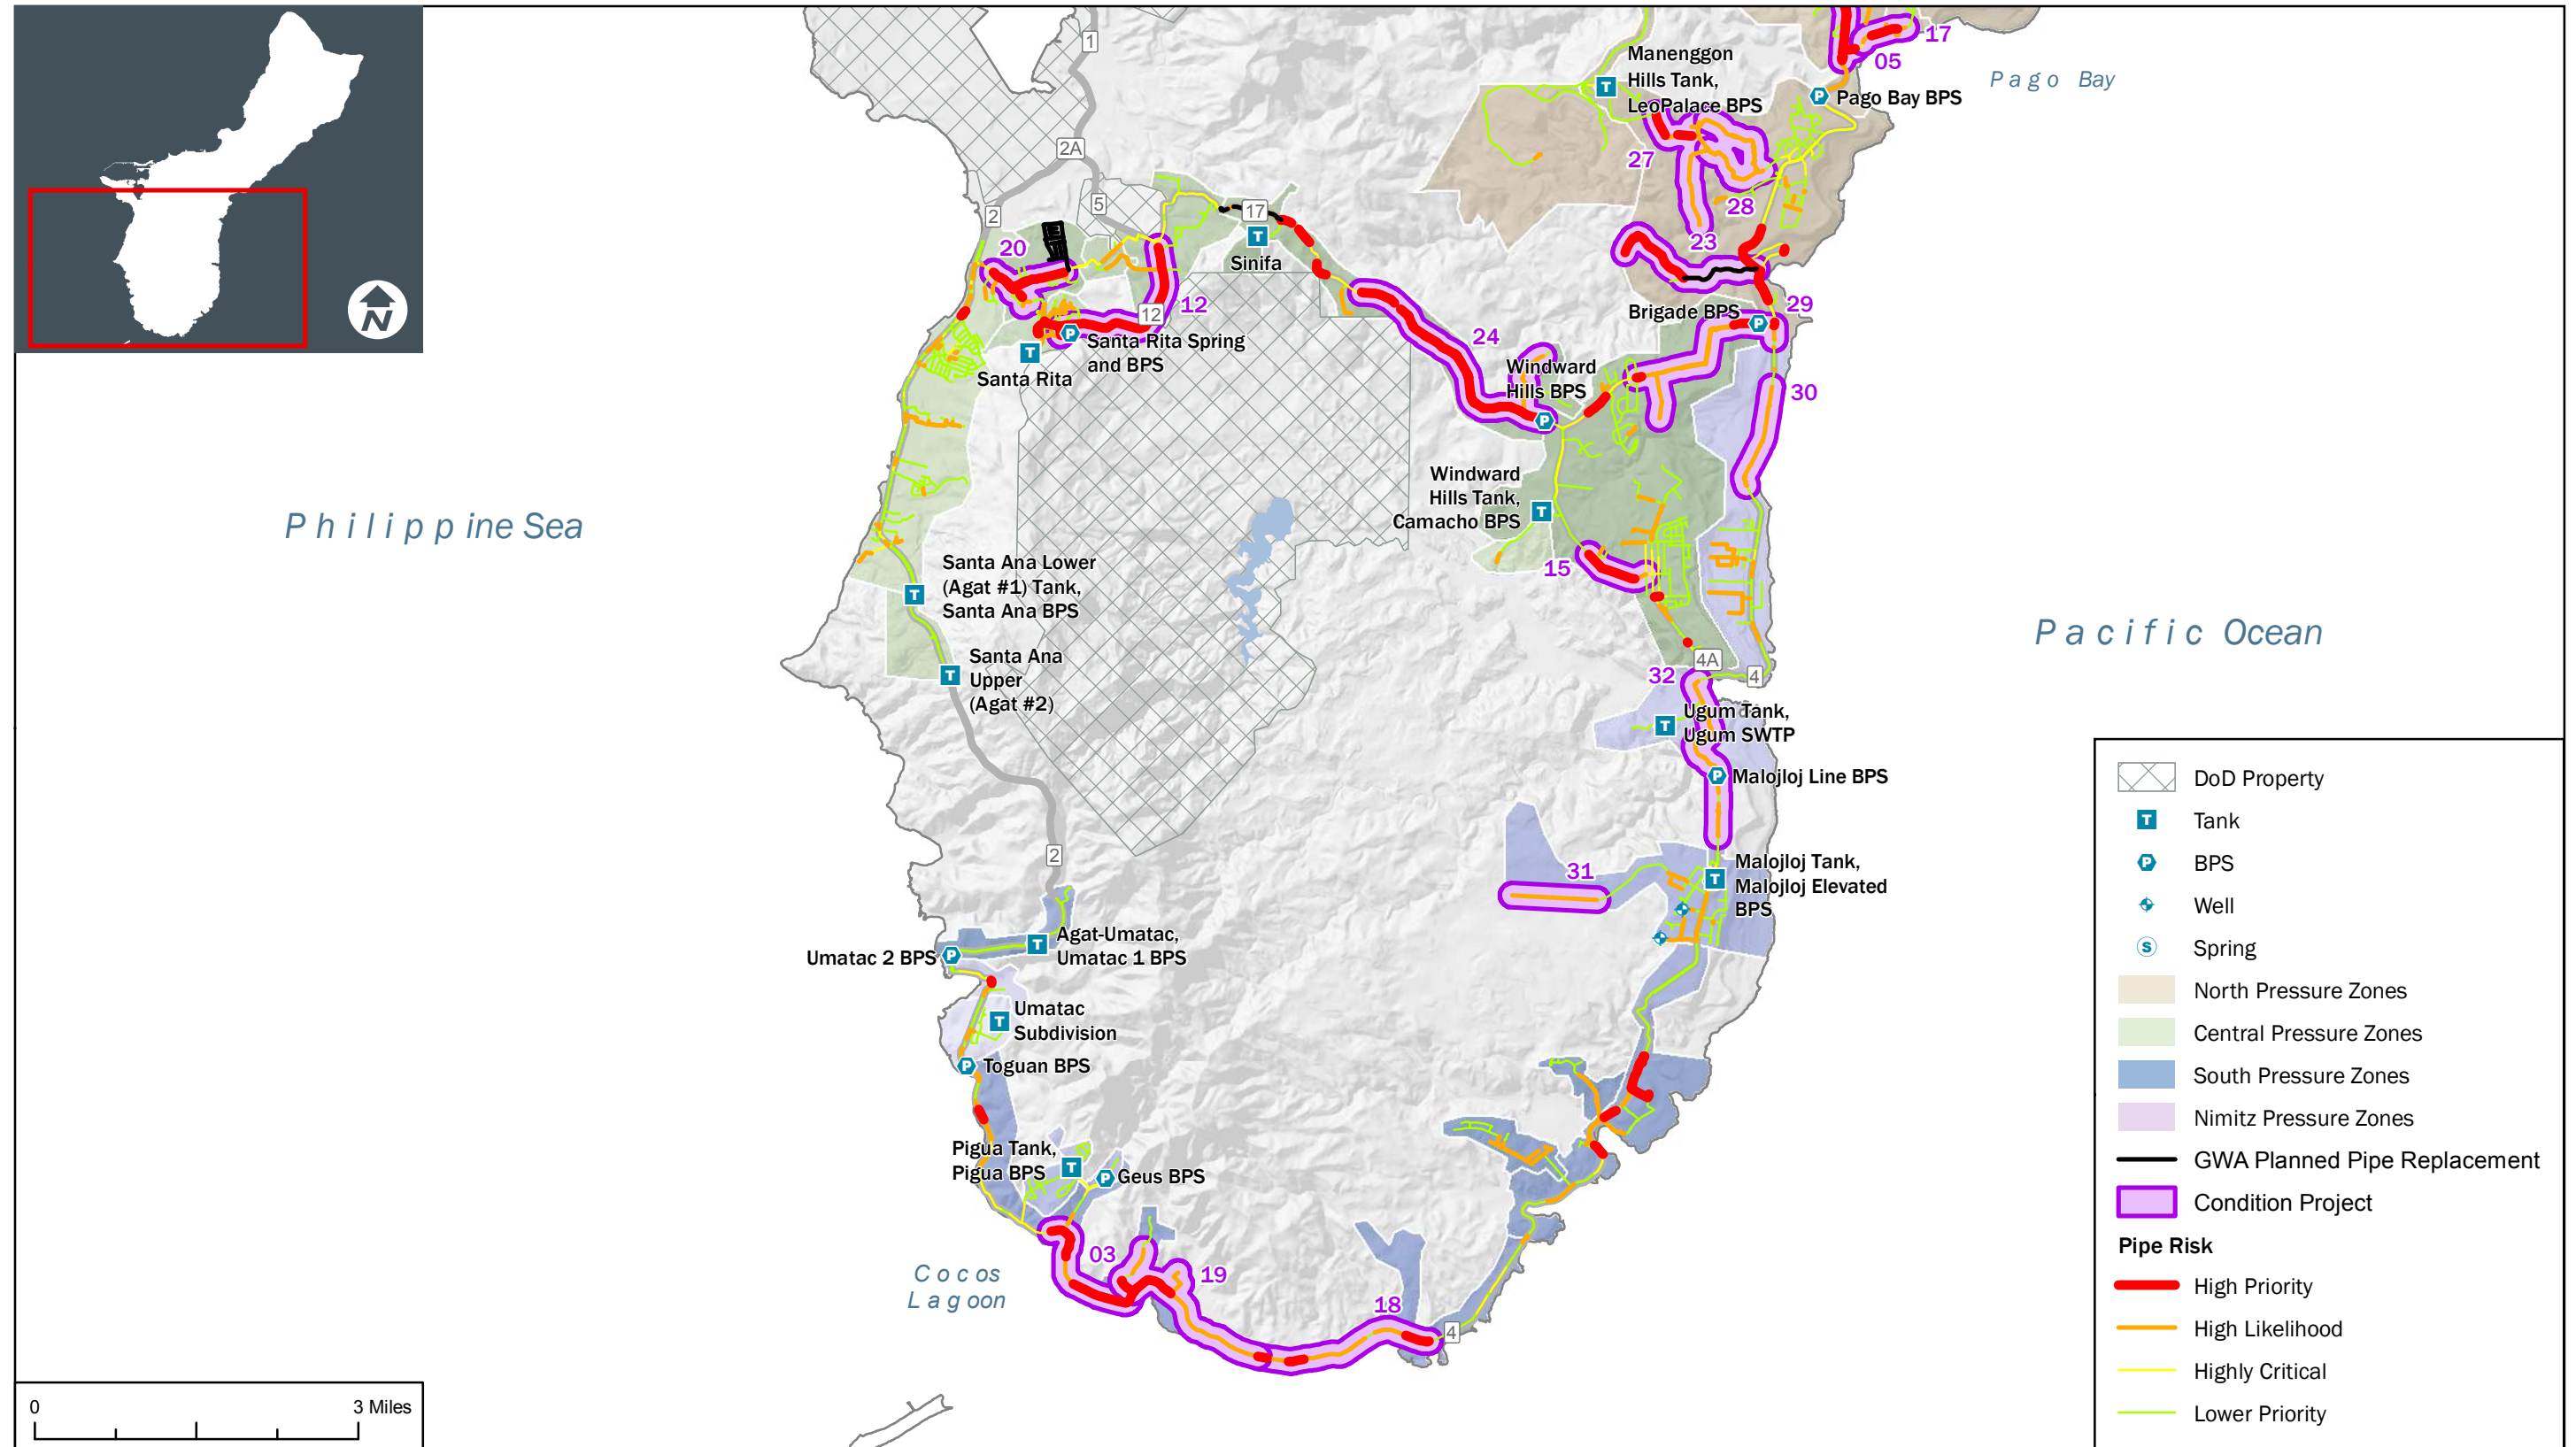 N
1
17
05
Pago Bay
Manenggon
Hills Tank,
LeoPalace BPS
Pago Bay BPS
2A
27
5
2
17
28
20
Sinifa
23
12
12
29
Brigade BPS
Santa Rita Spring
and BPS
Santa Rita
24
Windward
Hills BPS
30
Windward
Hills Tank,
Camacho BPS
Philippine Sea
15
Santa Ana Lower
(Agat #1) Tank,
Santa Ana BPS
Pacific Ocean
Santa Ana
Upper
(Agat #2)
4A
32
4
Ugum Tank,
Ugum SWTP
Malojloj Line BPS
2
31
Malojloj Tank,
Malojloj Elevated
BPS
Agat-Umatac,
Umatac 1 BPS
Umatac 2 BPS
Umatac
Subdivision
Toguan BPS
Pigua Tank,
Pigua BPS
Geus BPS
03
19
18
4
Cocos
Lagoon
0
3 Miles
DoD Property
T
Tank
P
BPS
Well
S
Spring
North Pressure Zones
Central Pressure Zones
South Pressure Zones
Nimitz Pressure Zones
GWA Planned Pipe Replacement
Condition Project
Pipe Risk
High Priority
High Likelihood
Highly Critical
Lower Priority